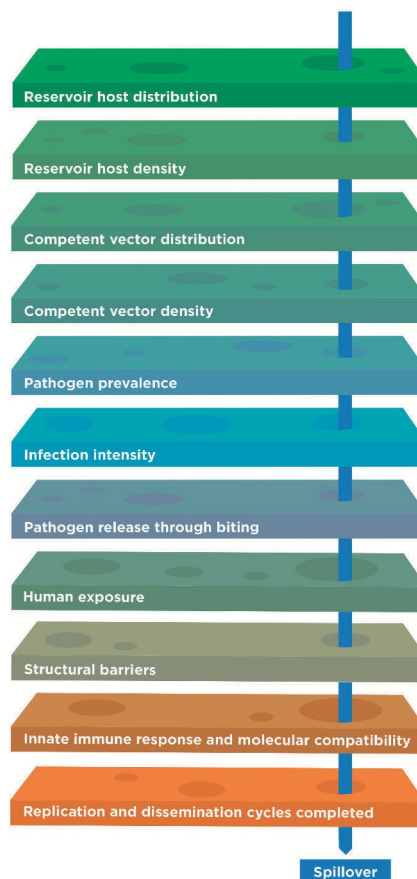 Reservoir host distribution
Reservoir host density
Competent vector distribution
Competent vector density
Pathogen prevalence
Infection intensity
Pathogen release through biting
Human exposure
Structural barriers
Innate immune response and molecular compatibility
Replication and dissemination cycles completed
Spillover